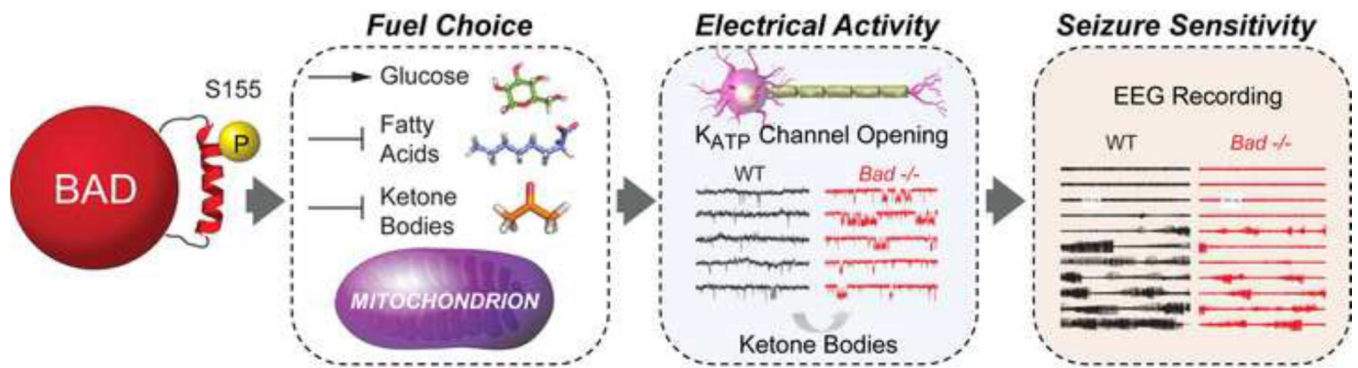 Fuel Choice
Electrical Activity
Seizure Sensitivity
S155
P
BAD
Glucose
Fatty
Acids
Ketone
Bodies
MITOCHONDRION
KATP Channel Opening
WT
Bad -/-
Ketone Bodies
EEG Recording
WT
Bad -/-